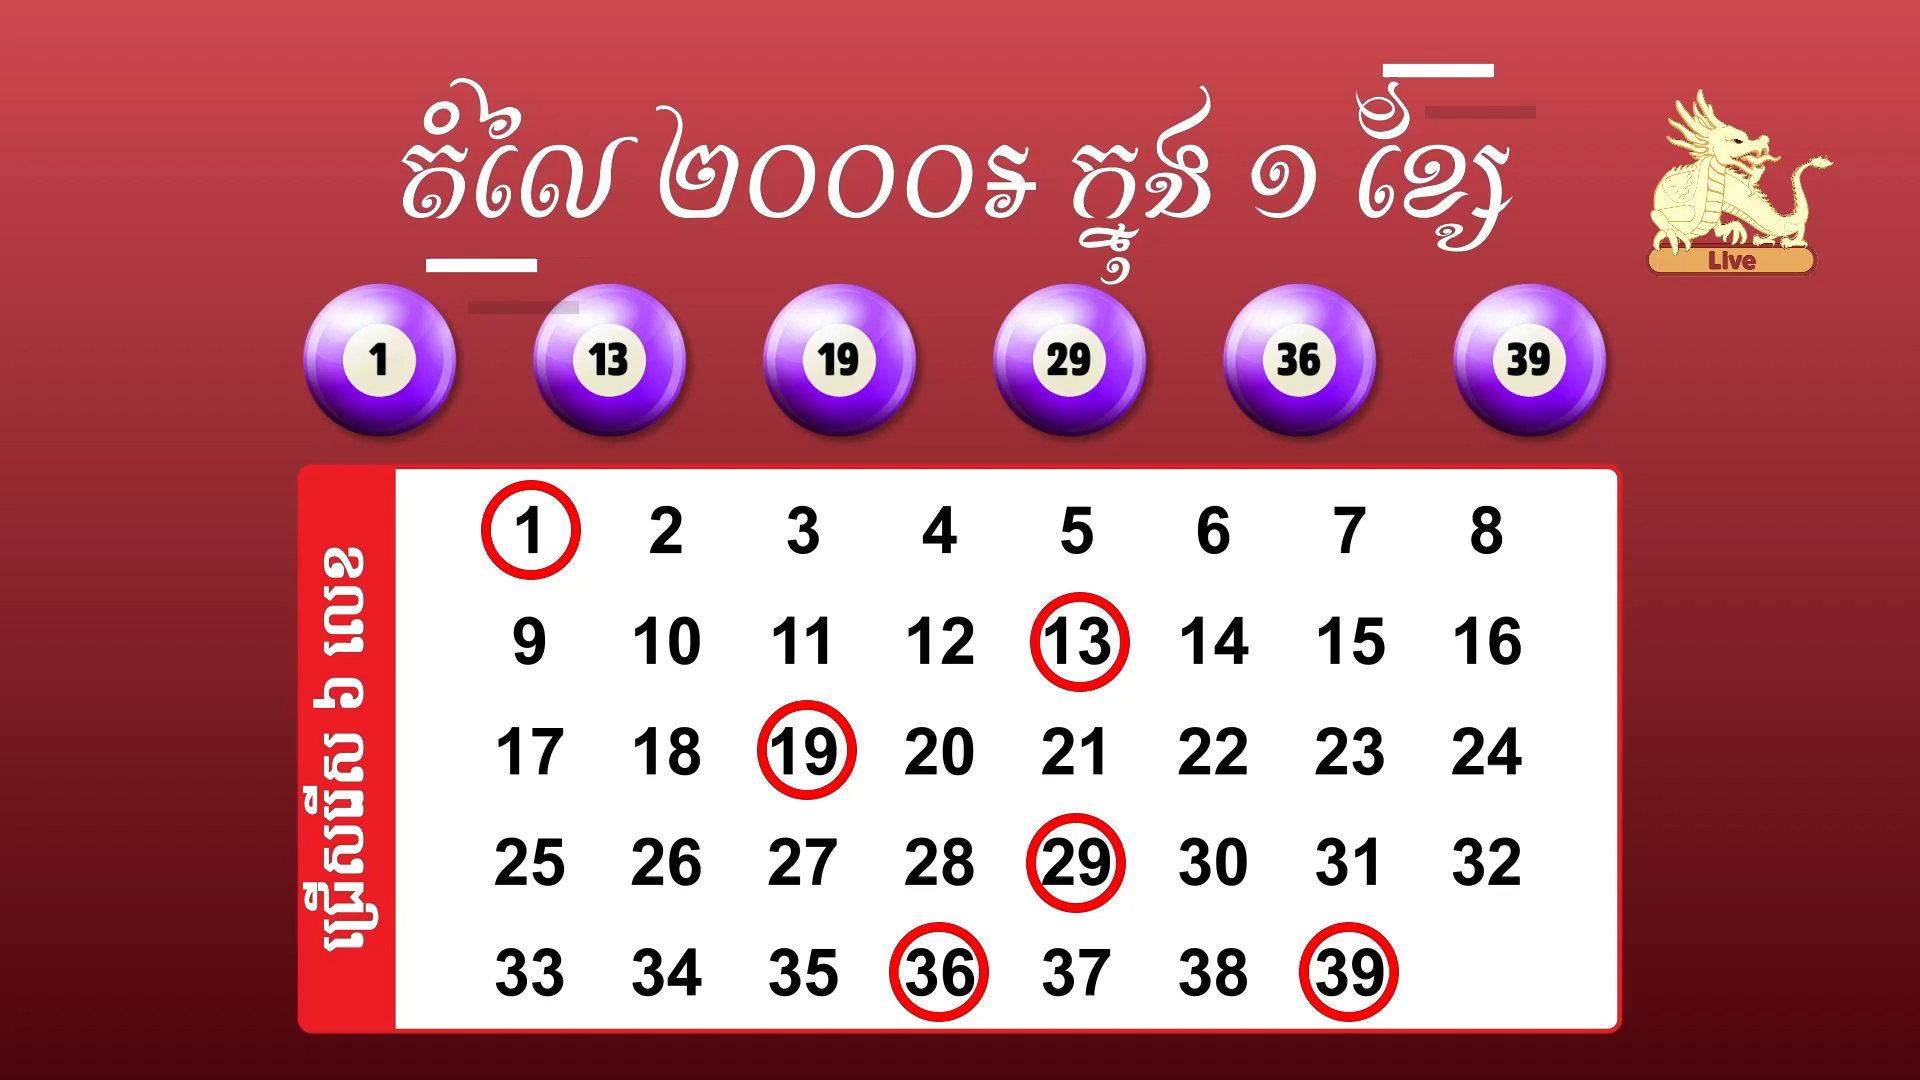 តំលៃ ២០០០៛ ក្នុង ១ ខ្សែ
Live
1 13 19 29 36 39
ជ្រើសរើស ៦ លេខ
1 2 3 4 5 6 7 8
9 10 11 12 13 14 15 16
17 18 19 20 21 22 23 24
25 26 27 28 29 30 31 32
33 34 35 36 37 38 39